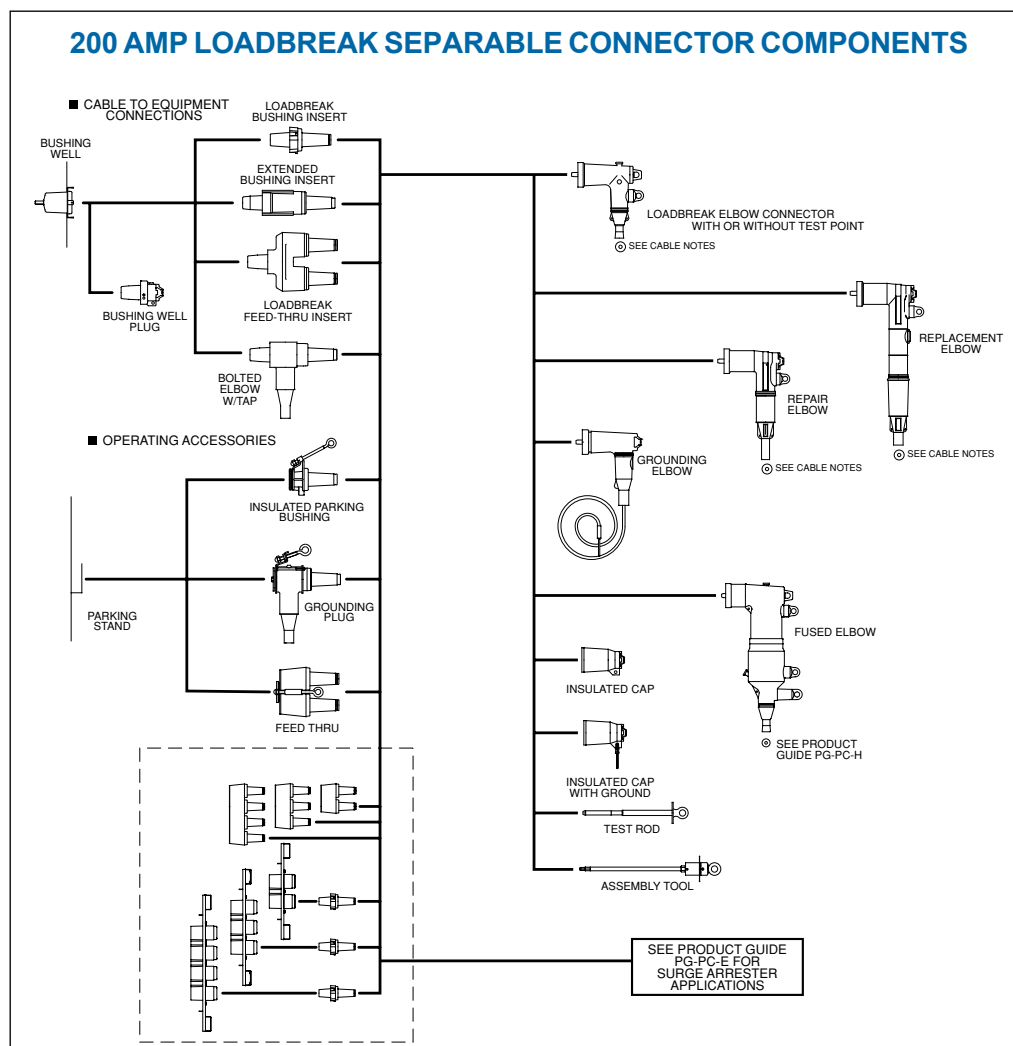 200 AMP LOADBREAK SEPARABLE CONNECTOR COMPONENTS
■ CABLE TO EQUIPMENT
CONNECTIONS
BUSHING
WELL
BUSHING WELL
PLUG
LOADBREAK
BUSHING INSERT
EXTENDED
BUSHING INSERT
LOADBREAK
FEED-THRU INSERT
BOLTED
ELBOW
W/TAP
■ OPERATING ACCESSORIES
INSULATED PARKING
BUSHING
PARKING
STAND
GROUNDING
PLUG
FEED THRU
LOADBREAK ELBOW CONNECTOR
WITH OR WITHOUT TEST POINT
SEE CABLE NOTES
REPLACEMENT
ELBOW
SEE CABLE NOTES
REPAIR
ELBOW
SEE CABLE NOTES
GROUNDING
ELBOW
FUSED ELBOW
SEE PRODUCT
GUIDE PG-PC-H
INSULATED CAP
INSULATED CAP
WITH GROUND
TEST ROD
ASSEMBLY TOOL
SEE PRODUCT GUIDE
PG-PC-E FOR
SURGE ARRESTER
APPLICATIONS